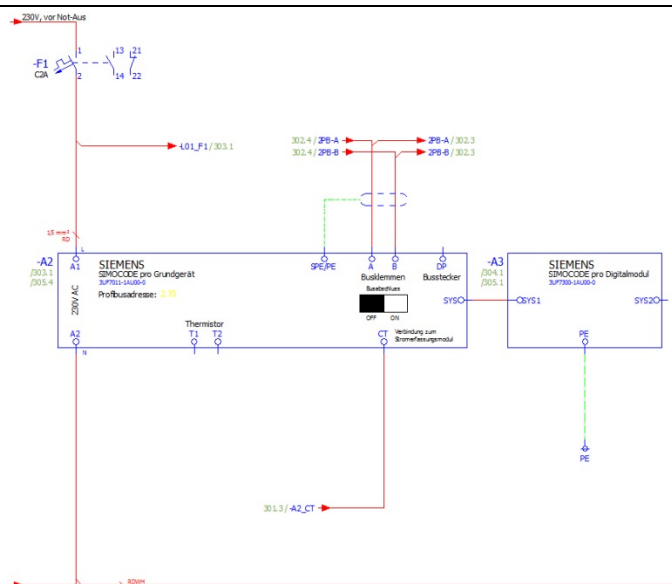 230V, vor Not-Aus
-F1
C2A
1
2
13
21
14
22
-L01_F1 / 303.1
302.4 / 2PB-A
2PB-A / 302.3
302.4 / 2PB-B
2PB-B / 302.3
1.5 mm²
RD
-A2
/303.1
/305.4
L
A1
SIEMENS
SIMOCODE pro Grundgerät
3UF7011-1AU00-0
Profibusadresse:
230V AC
SPE/PE
A
B
DP
Busklemmen
Busstecker
Busabschluss
OFF
ON
SYS
Thermistor
T1
T2
A2
N
CT
Verbindung zum
Stromerfassungsmodul
-A3
/304.1
/305.1
SIEMENS
SIMOCODE pro Digitalmodul
3UF7300-1AU00-0
SYS1
SYS2
PE
PE
301.3 / -A2_CT
RDWH